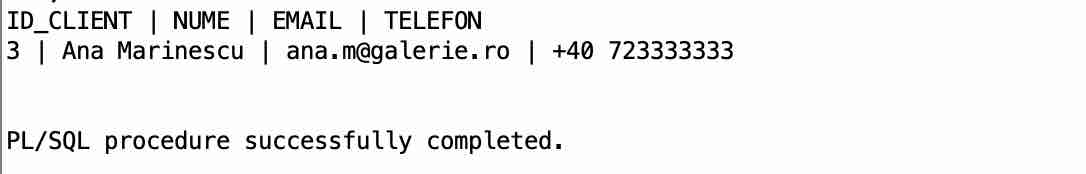 ID_CLIENT | NUME | EMAIL | TELEFON
3 | Ana Marinescu | ana.m@galerie.ro | +40 723333333
PL/SQL procedure successfully completed.